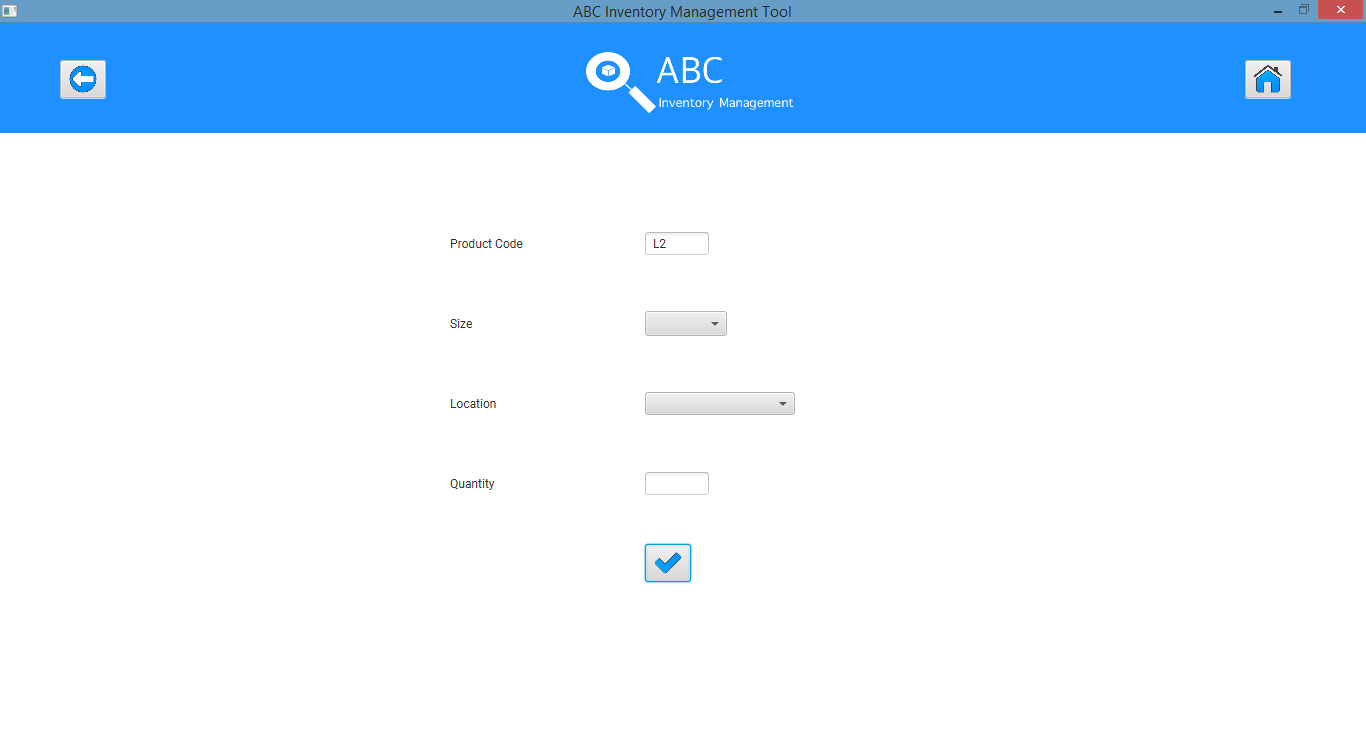 ABC Inventory Management Tool
ABC
Inventory Management
Product Code
L2
Size
Location
Quantity